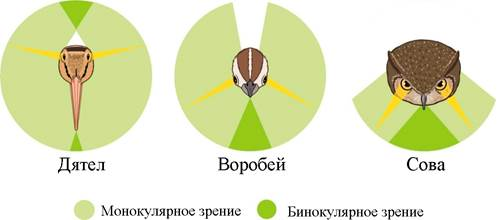 Дятел
Воробей
Сова
Монокулярное зрение
Бинокулярное зрение